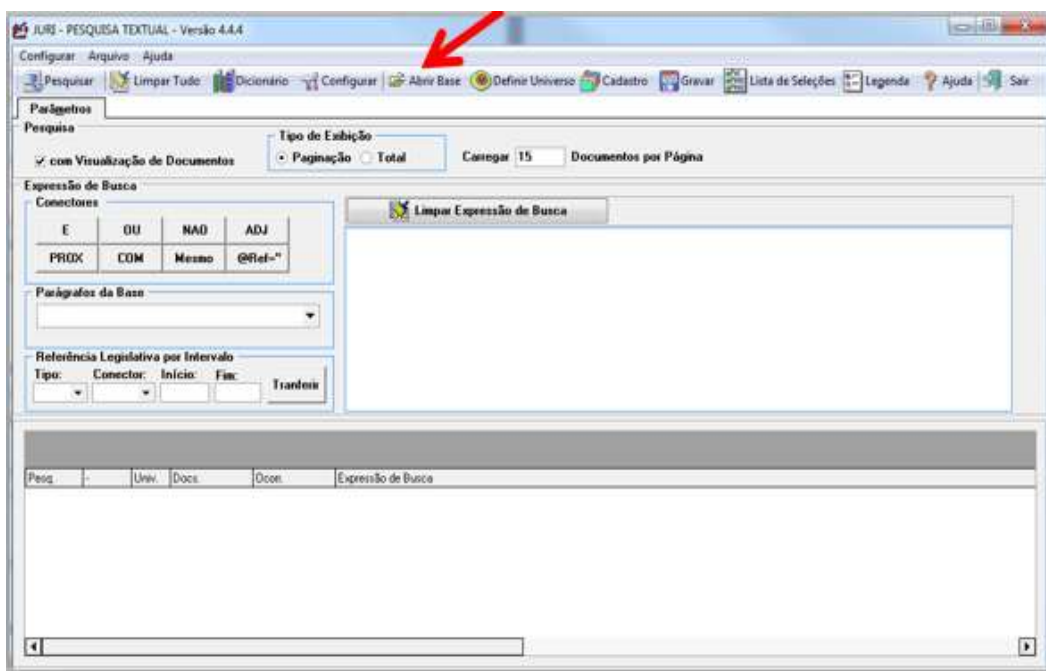 JURI - PESQUISA TEXTUAL - Versão 4.4.4
Configurar Arquivo Ajuda
Pesquisar Limpar Tudo Dicionário Configurar Abrir Base Definir Universo Cadastro Gravar Lista de Seleções Legenda Ajuda Sair
Parâmetros
Pesquisa
Tipo de Exibição
com Visualização de Documentos Paginação Total Carregar 15 Documentos por Página
Expressão de Busca
Conectores
Limpar Expressão de Busca
E OU NAO ADJ
PROX COM Mesmo @Ref="
Parágrafos da Base
Referência Legislativa por Intervalo
Tipo: Conector: Início: Fim:
Tranferir
Pesq. - Univ. Docs. Ocorr. Expressão de Busca